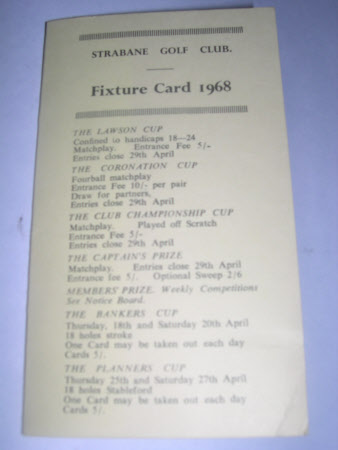 STRABANE GOLF CLUB.
Fixture Card 1968
THE LAWSON CUP
Confined to handicaps 18—24
Matchplay. Entrance Fee 5/-
Entries close 29th April
THE CORONATION CUP
Fourball matchplay
Entrance Fee 10/- per pair
Draw for partners,
Entries close 29th April
THE CLUB CHAMPIONSHIP CUP
Matchplay. Played off Scratch
Entrance Fee 5/-
Entries close 29th April
THE CAPTAIN'S PRIZE
Matchplay. Entries close 29th April
Entrance fee 5/. Optional Sweep 2/6
MEMBERS' PRIZE. Weekly Competitions
See Notice Board.
THE BANKERS CUP
Thursday, 18th and Saturday 20th April
18 holes stroke
One Card may be taken out each day
Cards 5/.
THE PLANNERS' CUP
Thursday 25th and Saturday 27th April
18 holes Stableford
One Card may be taken out each day
Cards 5/.